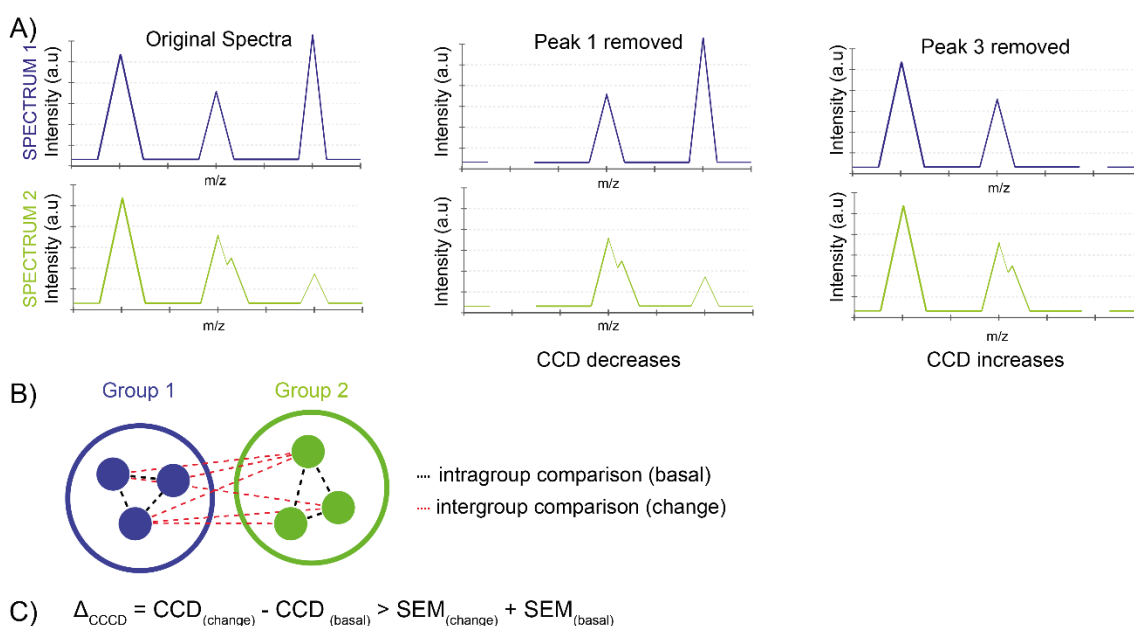 A)
Original Spectra
Peak 1 removed
Peak 3 removed
SPECTRUM 1
Intensity (a.u)
Intensity (a.u)
Intensity (a.u)
m/z
m/z
m/z
SPECTRUM 2
Intensity (a.u)
Intensity (a.u)
Intensity (a.u)
m/z
m/z
m/z
CCD decreases
CCD increases
B)
Group 1
Group 2
intragroup comparison (basal)
intergroup comparison (change)
C) ΔCCCD = CCD(change) - CCD (basal) > SEM(change) + SEM(basal)